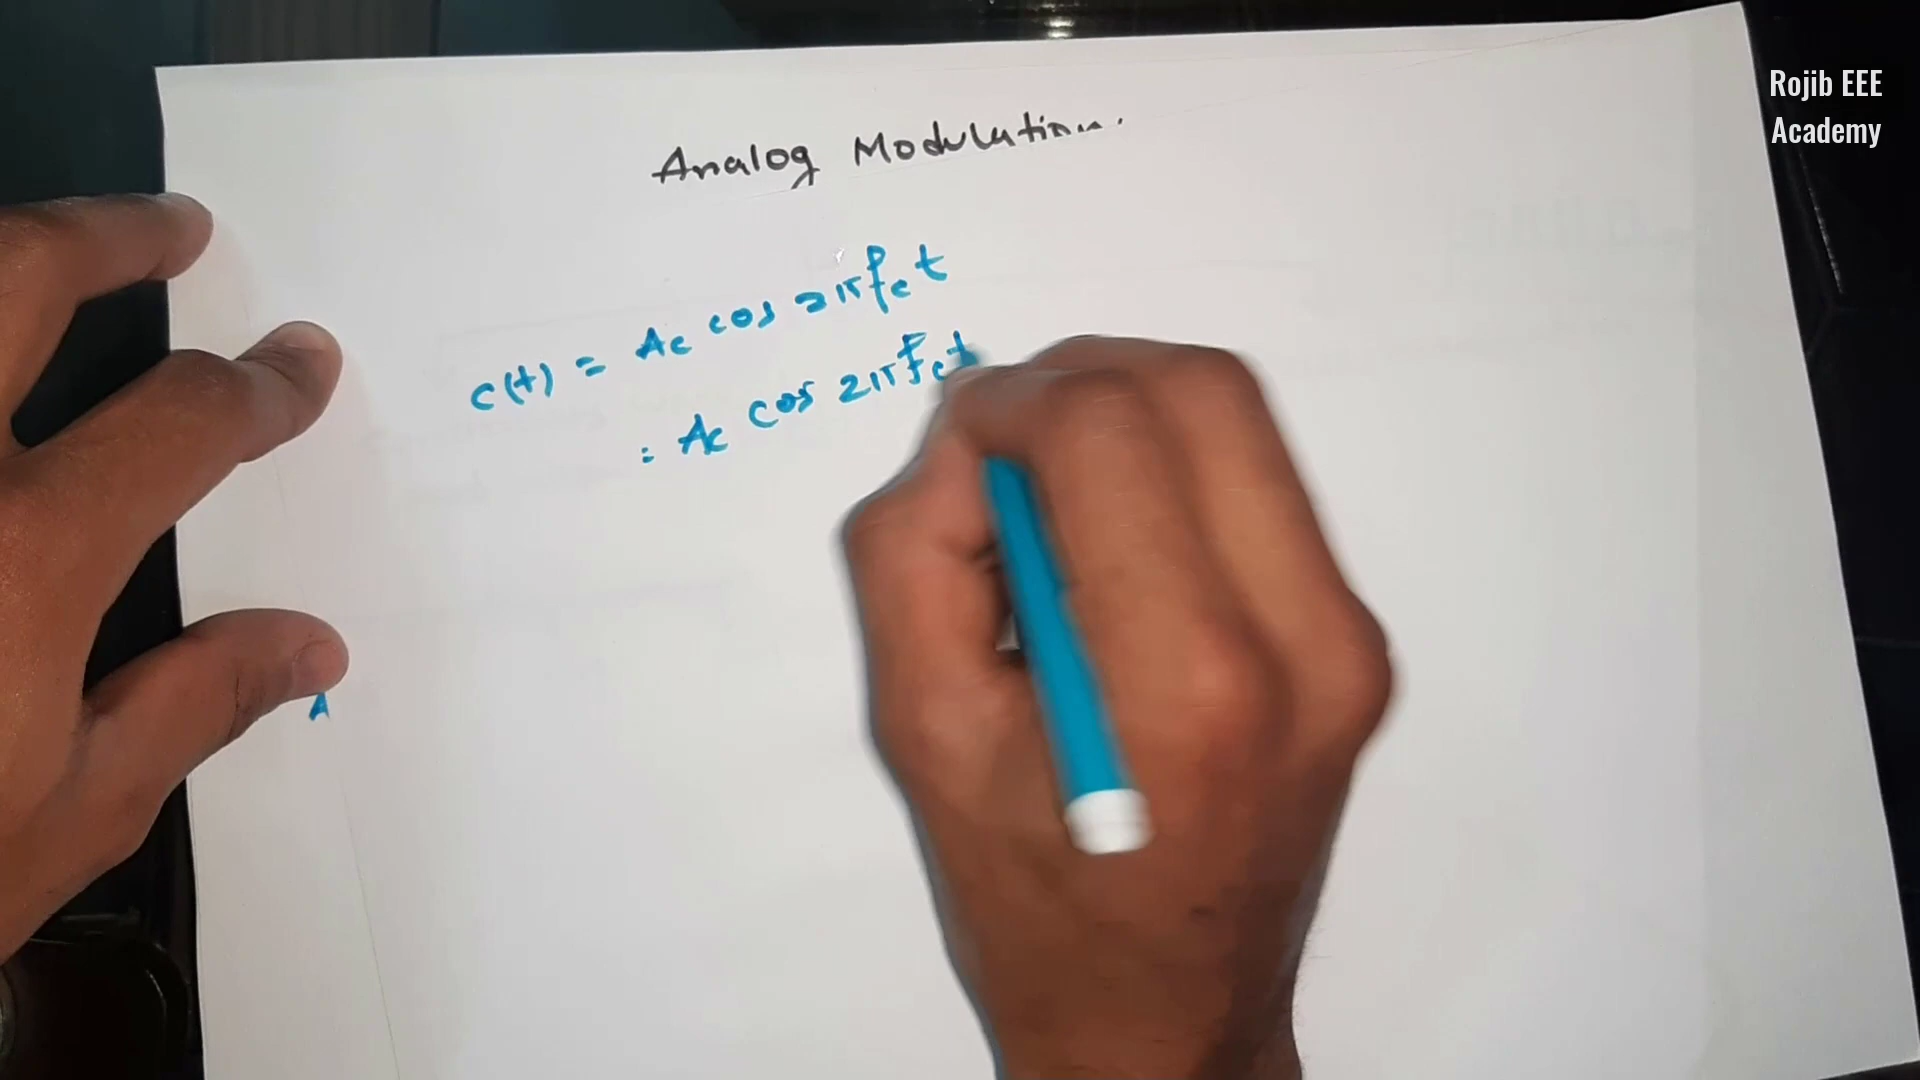 Rojib EEE
Academy
Analog Modulation.
c(t) = Ac cos 2πfct
= Ac cos 2πfct
A